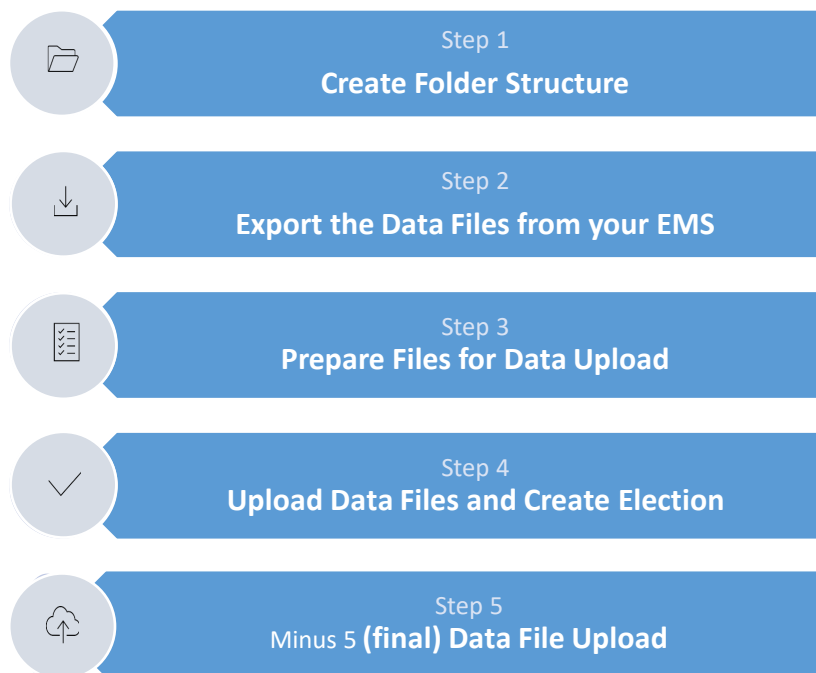 Step 1
Create Folder Structure
Step 2
Export the Data Files from your EMS
Step 3
Prepare Files for Data Upload
Step 4
Upload Data Files and Create Election
Step 5
Minus 5 (final) Data File Upload